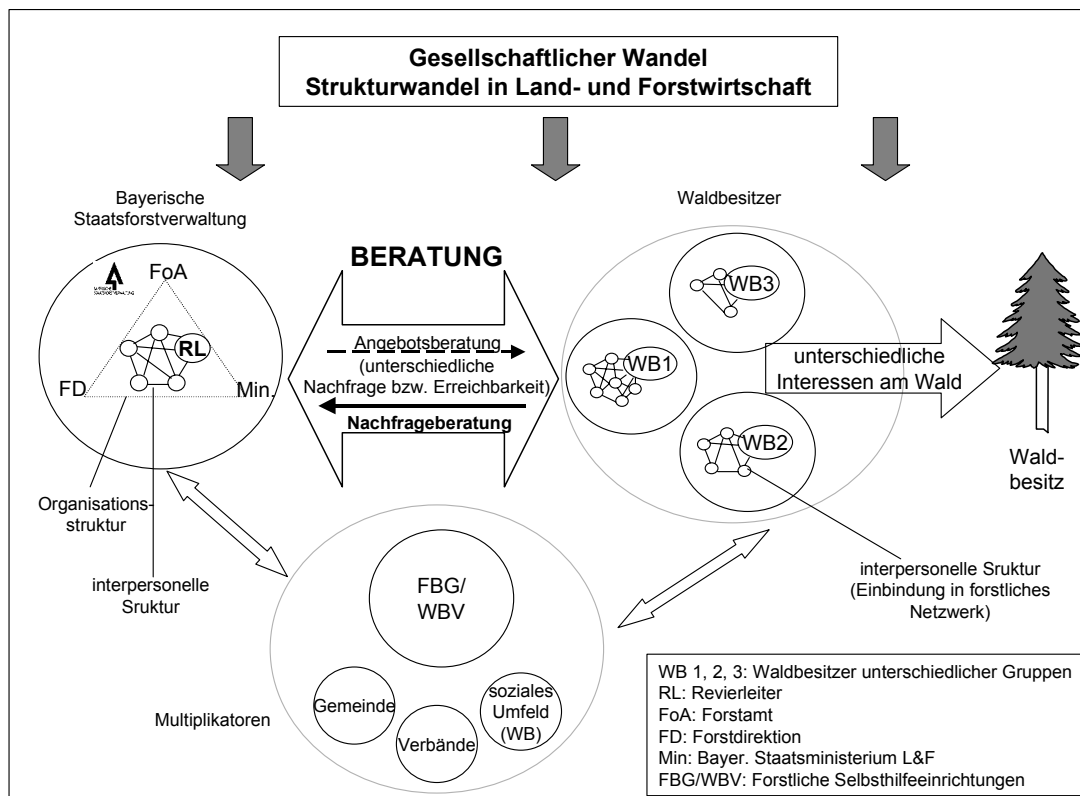 Gesellschaftlicher Wandel
Strukturwandel in Land- und Forstwirtschaft
Bayerische
Staatsforstverwaltung
Waldbesitzer
BERATUNG
FoA
RL
FD
Min.
Angebotsberatung
(unterschiedliche
Nachfrage bzw. Erreichbarkeit)
Nachfrageberatung
WB3
WB1
WB2
unterschiedliche
Interessen am Wald
Wald-
besitz
Organisations-
struktur
interpersonelle
Sruktur
interpersonelle Sruktur
(Einbindung in forstliches
Netzwerk)
FBG/
WBV
Multiplikatoren
Gemeinde
Verbände
soziales
Umfeld
(WB)
WB 1, 2, 3: Waldbesitzer unterschiedlicher Gruppen
RL: Revierleiter
FoA: Forstamt
FD: Forstdirektion
Min: Bayer. Staatsministerium L&F
FBG/WBV: Forstliche Selbsthilfeeinrichtungen